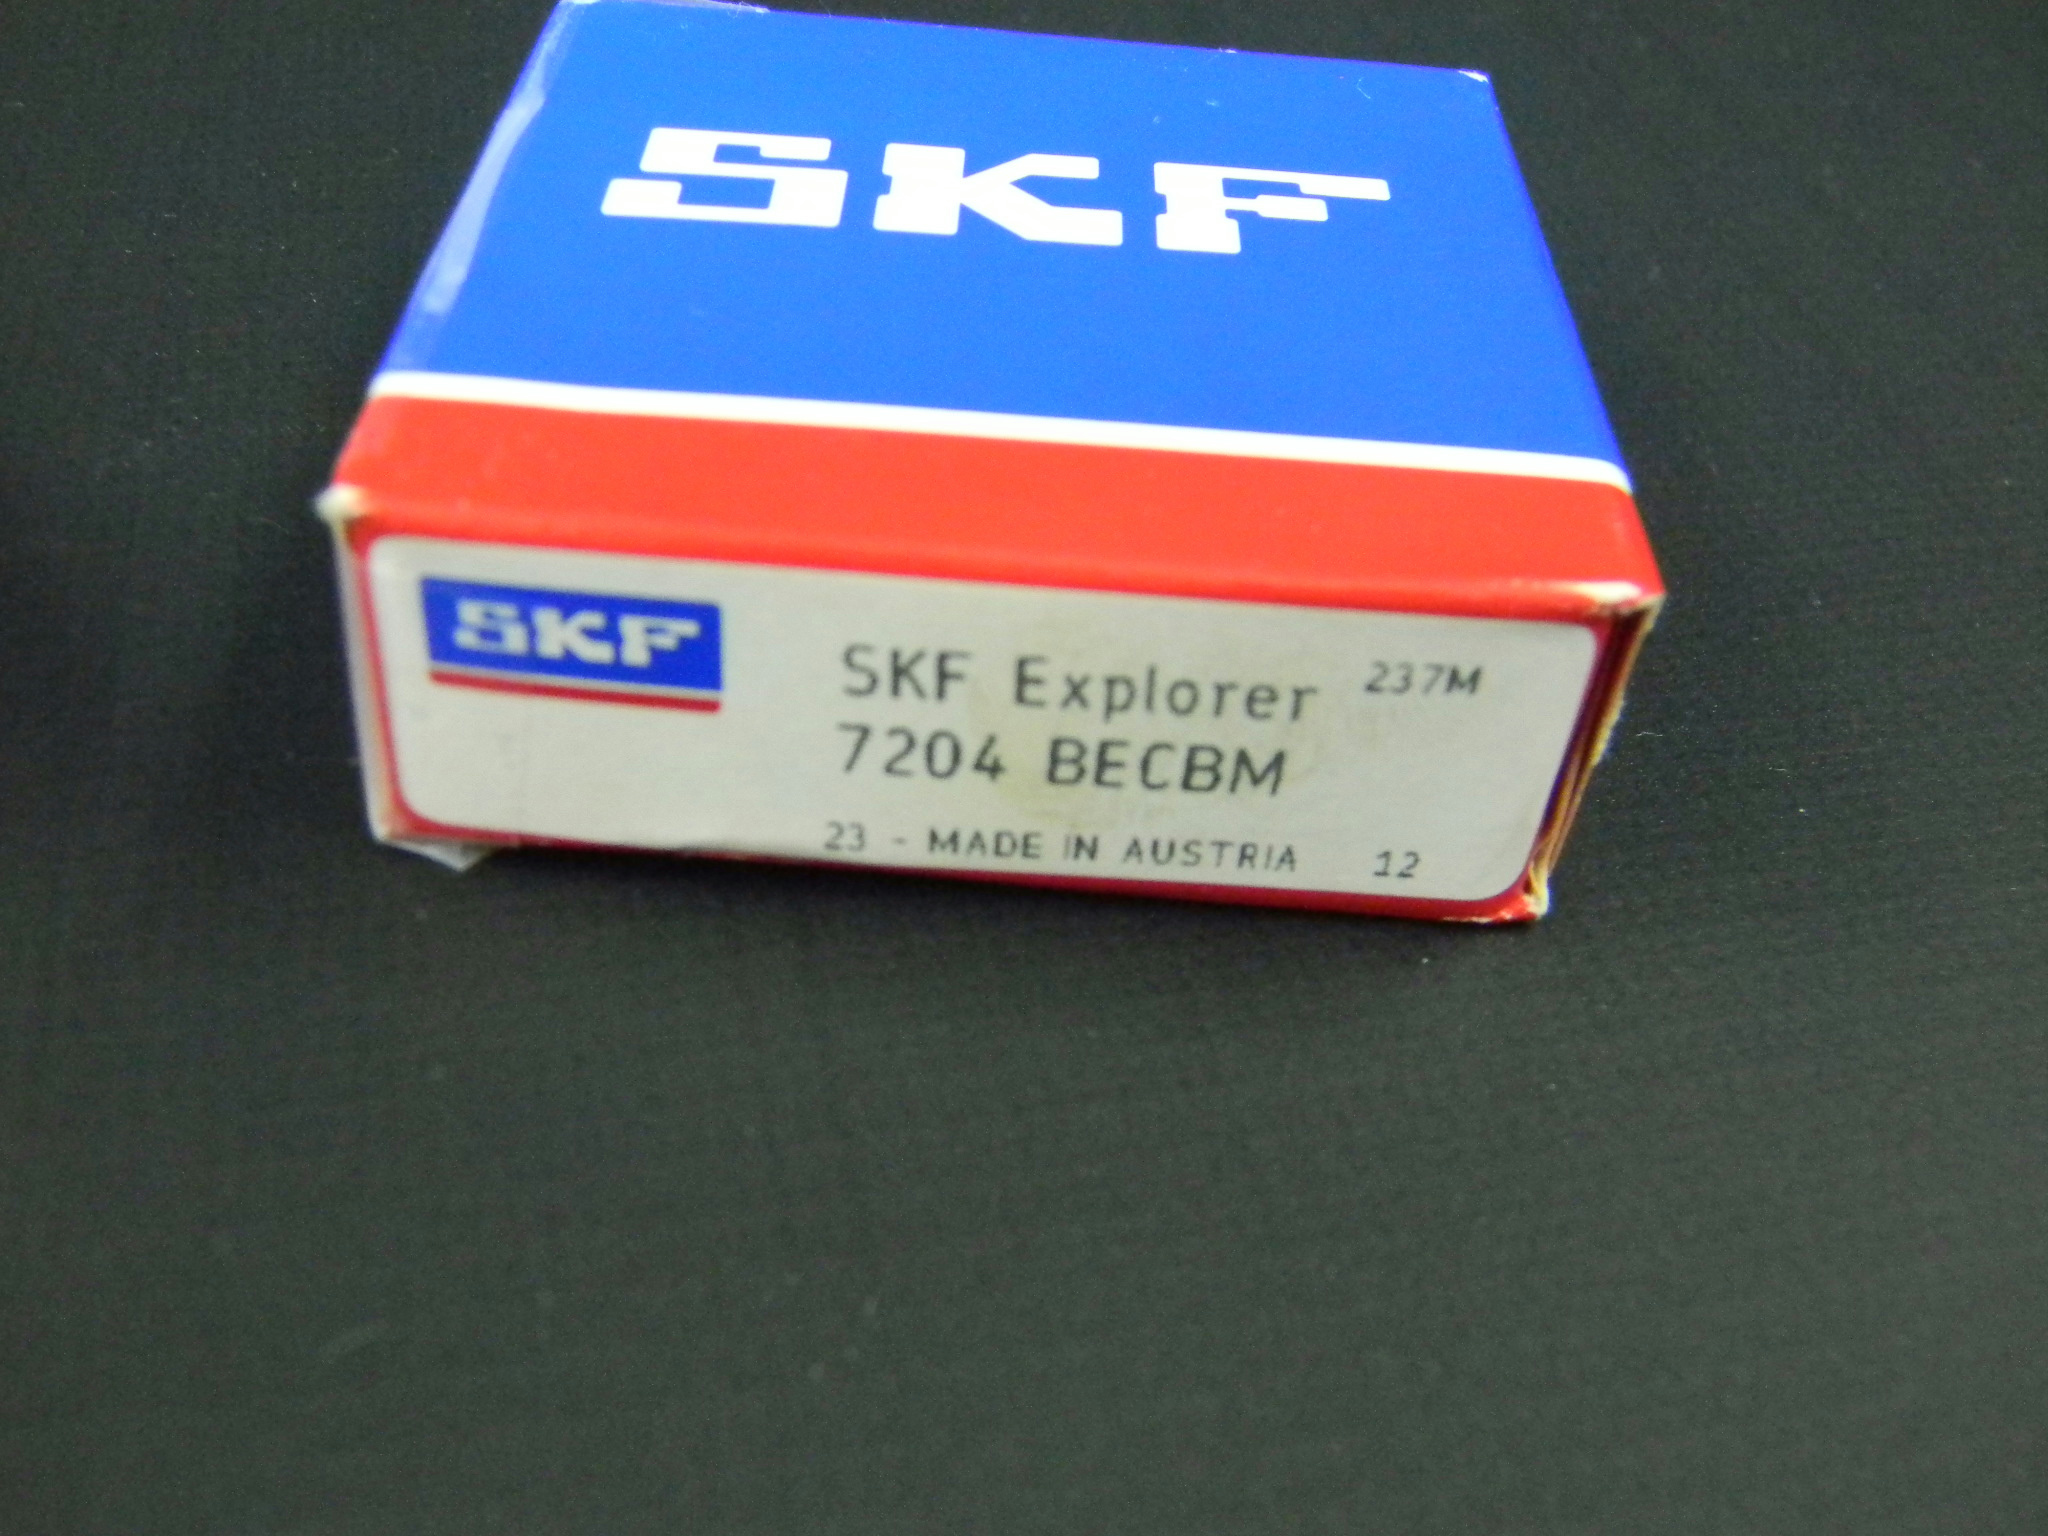 SKF
SKF
SKF Explorer 237M
7204 BECBM
23 - MADE IN AUSTRIA 12